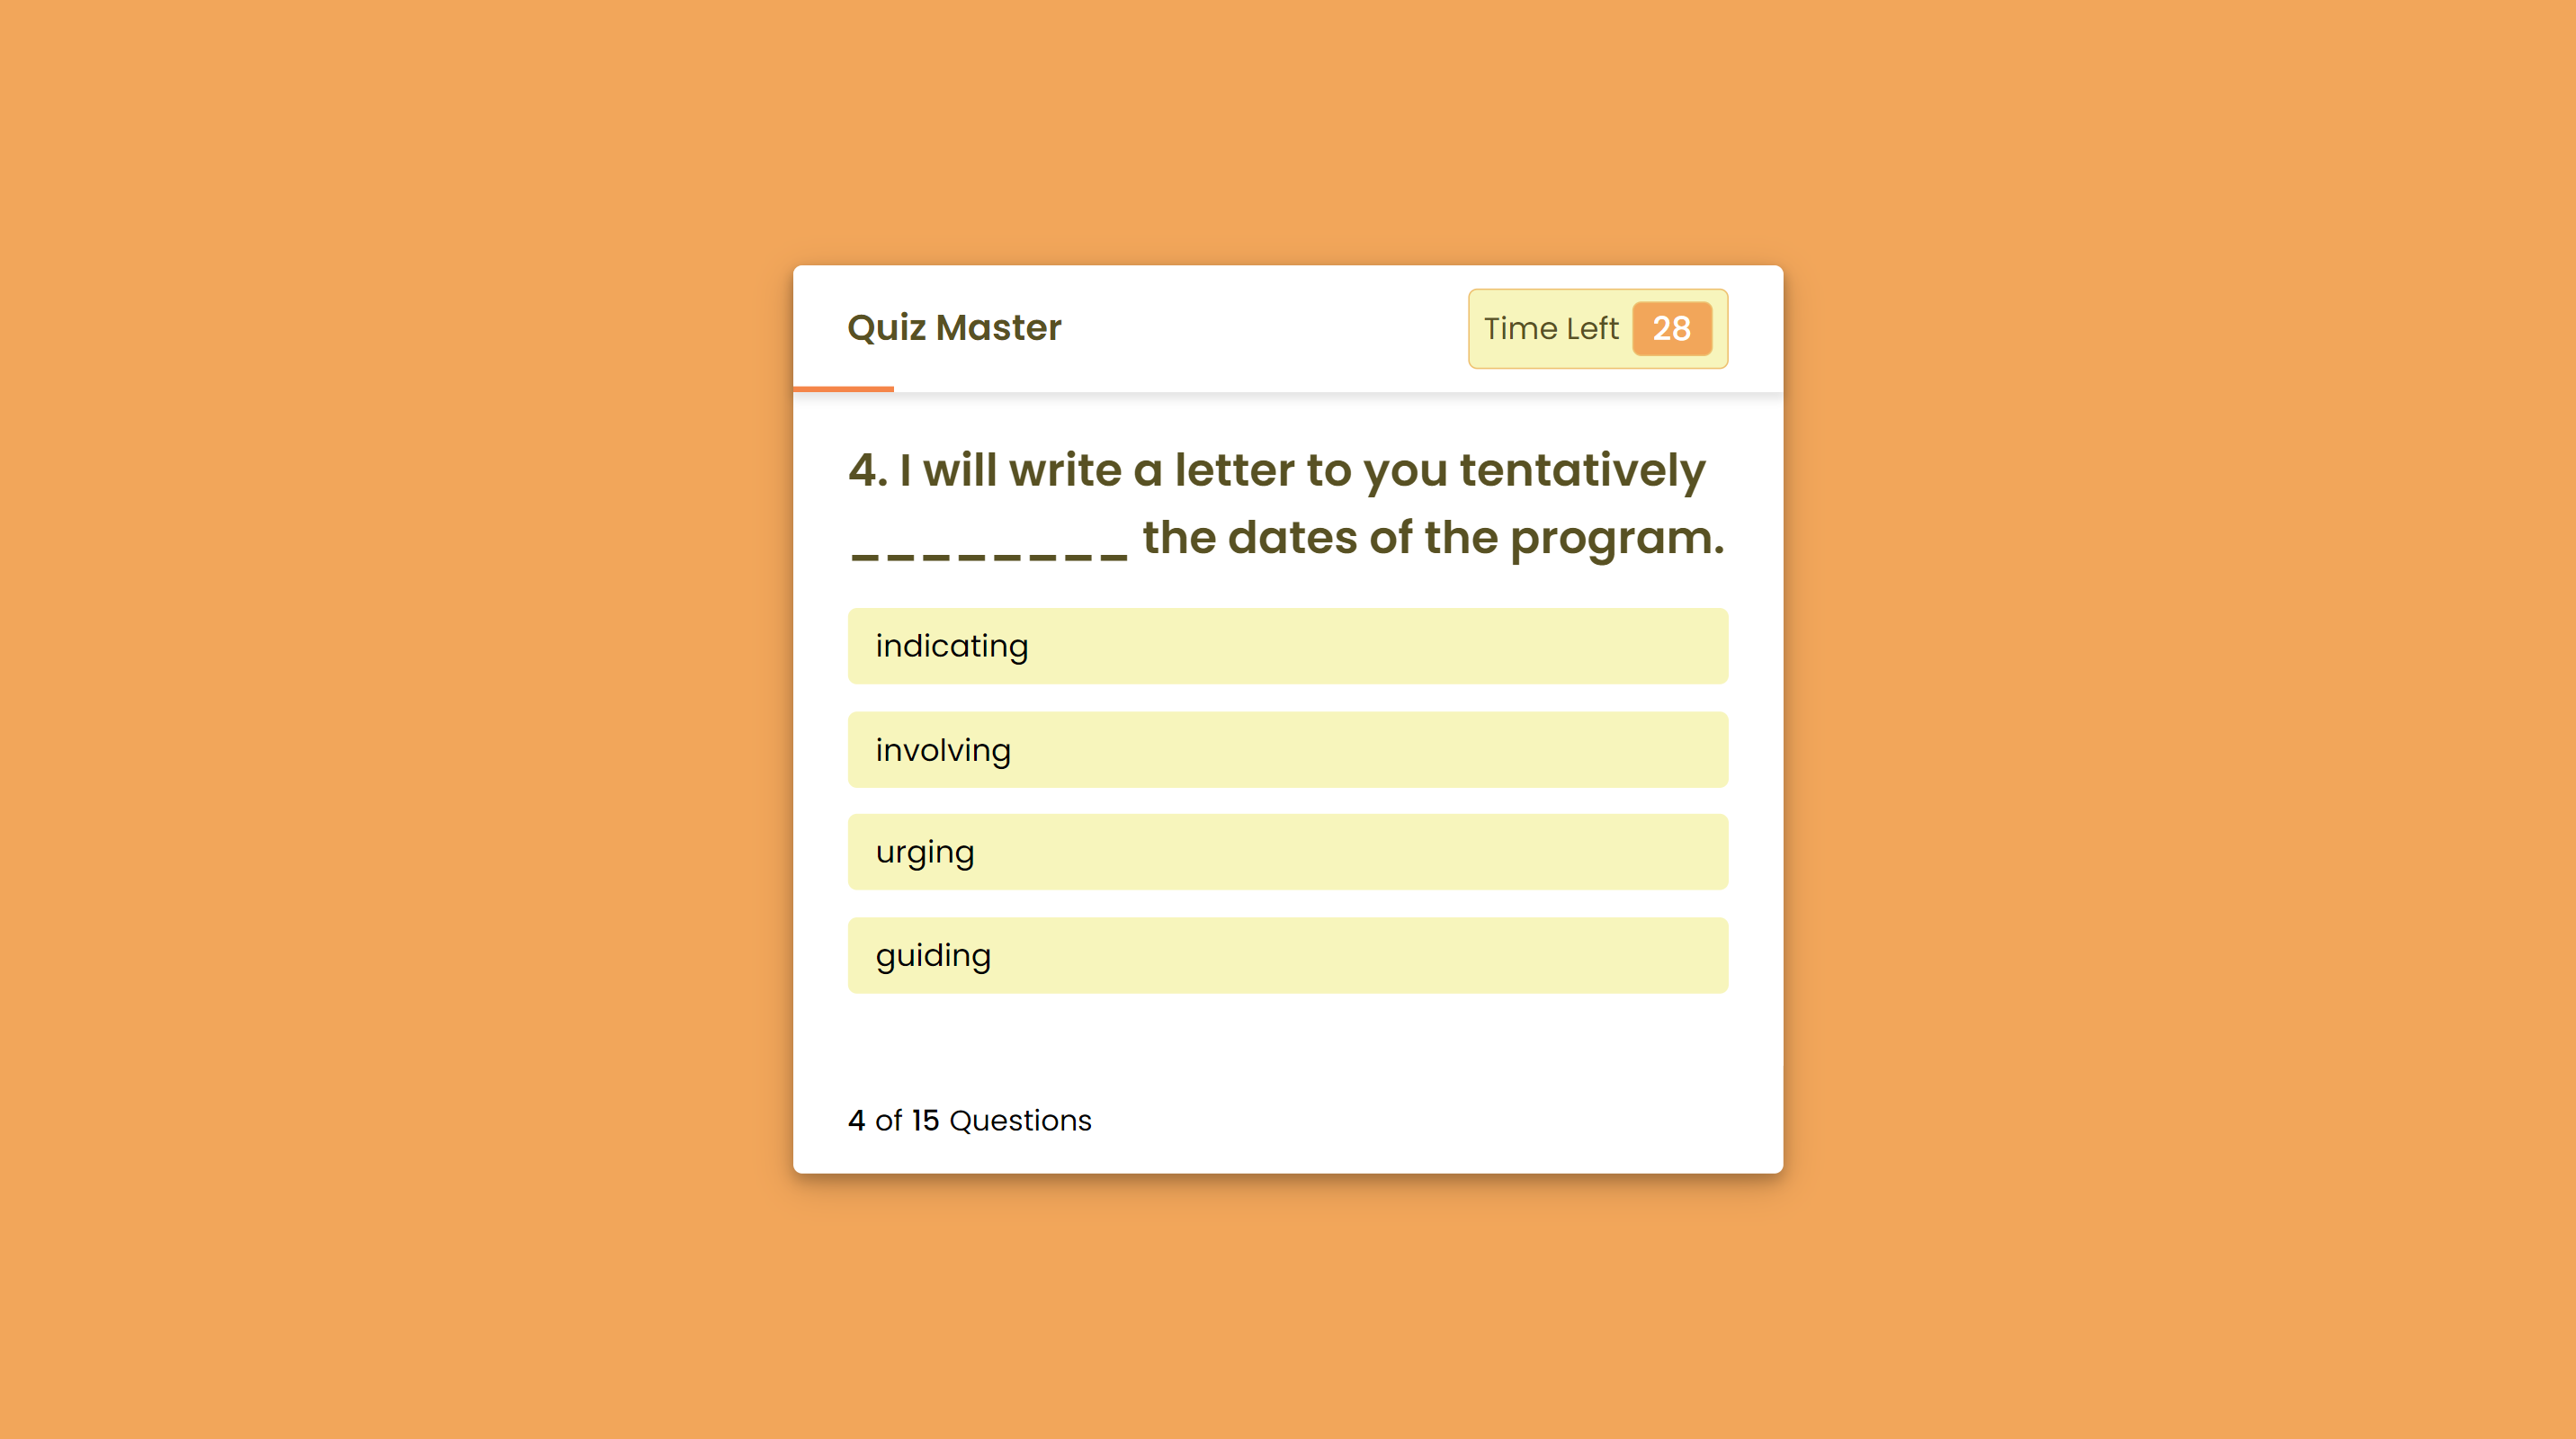 Quiz Master
Time Left 28
4. I will write a letter to you tentatively
________ the dates of the program.
indicating
involving
urging
guiding
4 of 15 Questions